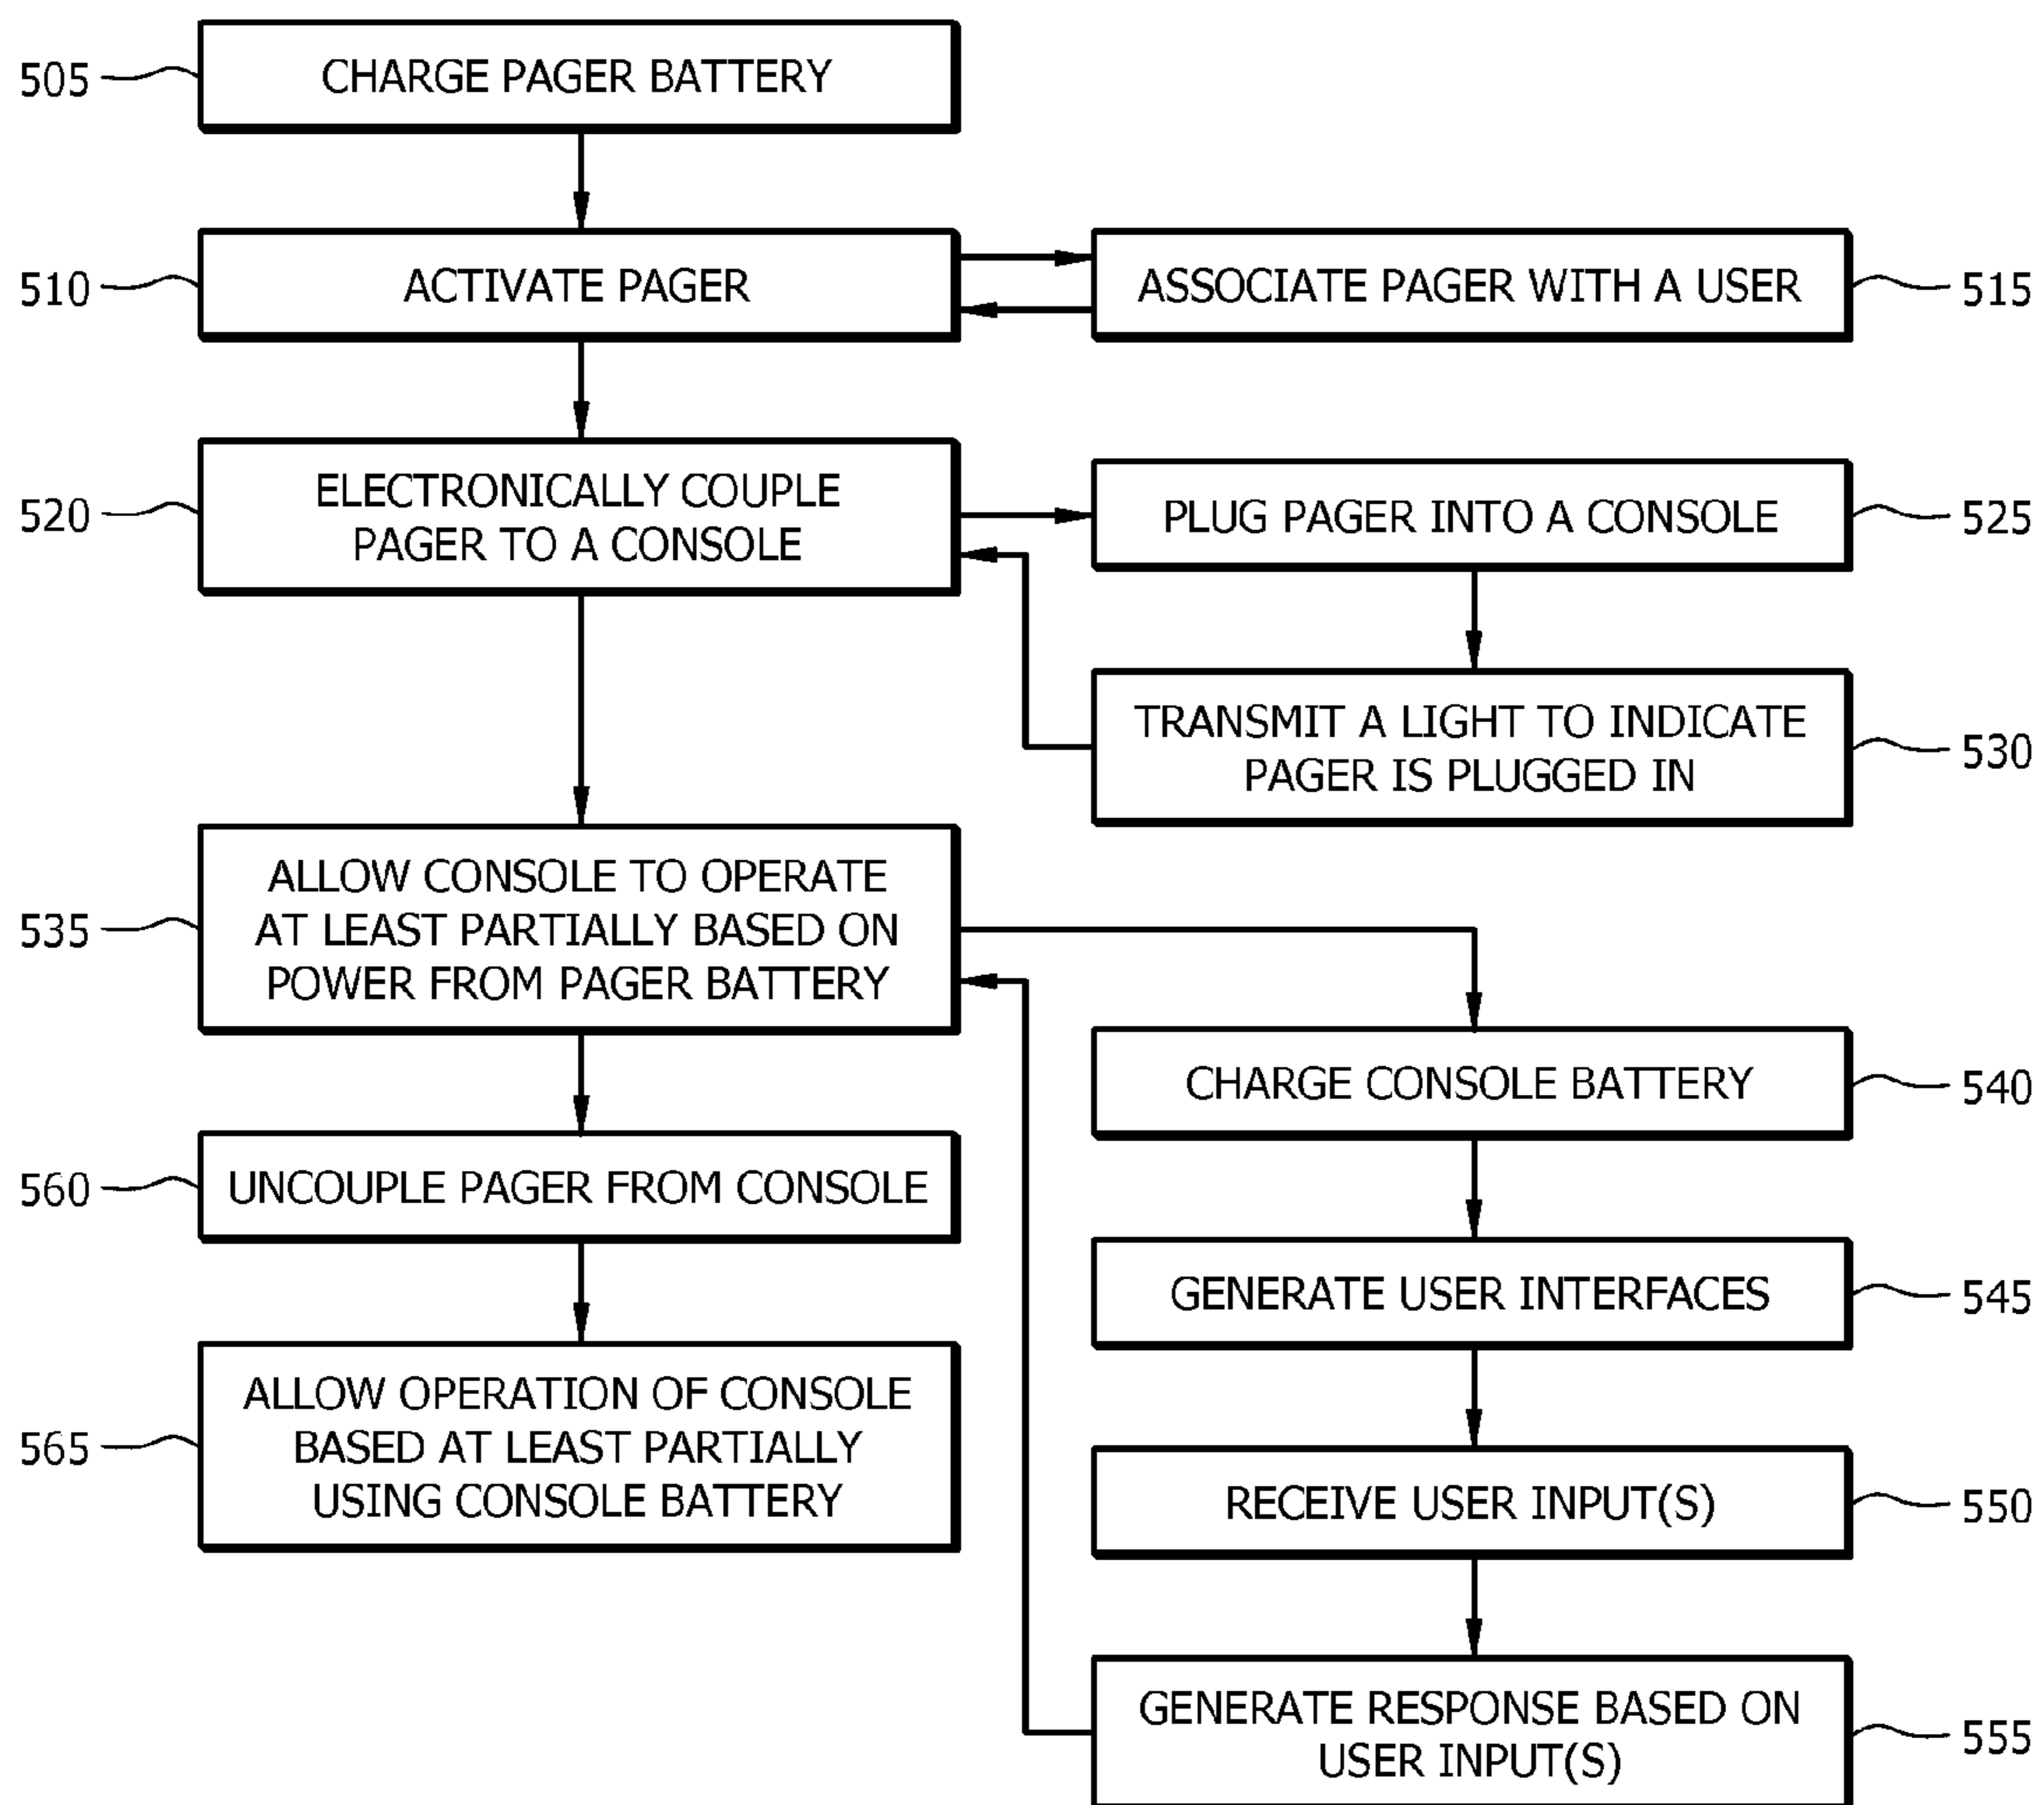 505
CHARGE PAGER BATTERY
510
ACTIVATE PAGER
ASSOCIATE PAGER WITH A USER
515
520
ELECTRONICALLY COUPLE
PAGER TO A CONSOLE
PLUG PAGER INTO A CONSOLE
525
TRANSMIT A LIGHT TO INDICATE
PAGER IS PLUGGED IN
530
535
ALLOW CONSOLE TO OPERATE
AT LEAST PARTIALLY BASED ON
POWER FROM PAGER BATTERY
CHARGE CONSOLE BATTERY
540
560
UNCOUPLE PAGER FROM CONSOLE
GENERATE USER INTERFACES
545
565
ALLOW OPERATION OF CONSOLE
BASED AT LEAST PARTIALLY
USING CONSOLE BATTERY
RECEIVE USER INPUT(S)
550
GENERATE RESPONSE BASED ON
USER INPUT(S)
555